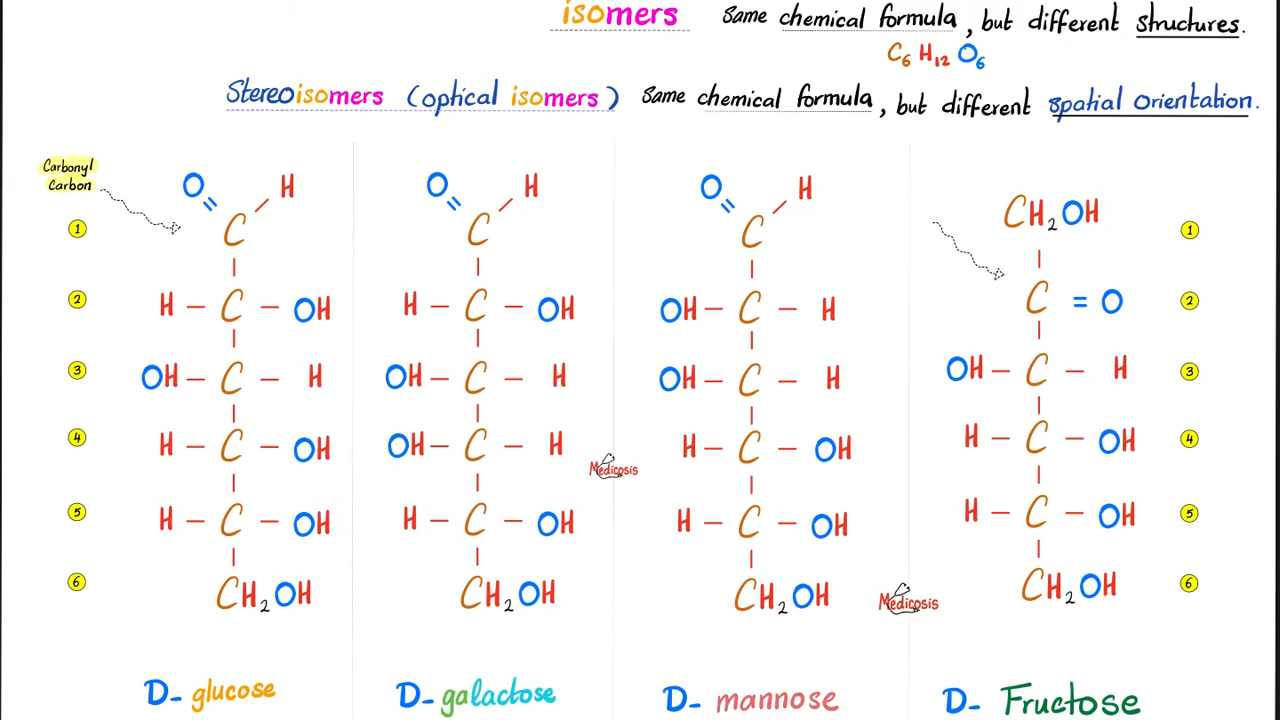 isomers same chemical formula, but different structures.
C6 H12 O6
Stereoisomers (optical isomers) same chemical formula, but different spatial orientation.
Carbonyl
Carbon
O H O H O H
1 C C C CH2OH 1
2 H - C - OH H - C - OH OH - C - H C = O 2
3 OH - C - H OH - C - H OH - C - H OH - C - H 3
4 H - C - OH OH - C - H H - C - OH H - C - OH 4
Medicosis
5 H - C - OH H - C - OH H - C - OH H - C - OH 5
6 CH2OH CH2OH CH2OH CH2OH 6
Medicosis
D- glucose D- galactose D- mannose D- Fructose